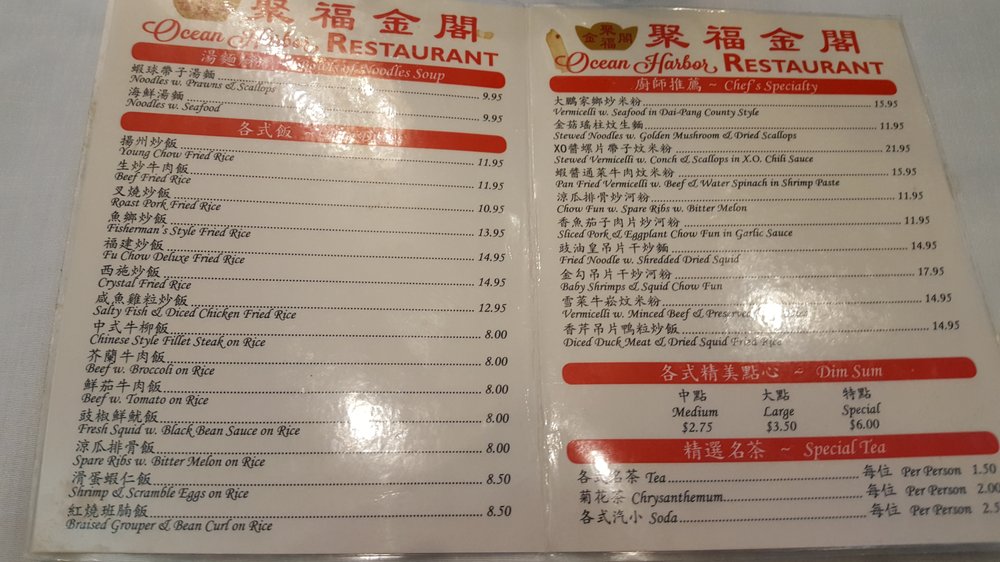 聚福金閣
Ocean Harbor RESTAURANT
湯麵 Noodles Soup
蝦球帶子湯麵 9.95
Noodles w. Prawns & Scallops
海鮮湯麵 9.95
Noodles w. Seafood
各式飯
揚州炒飯 11.95
Young Chow Fried Rice
生炒牛肉飯 11.95
Beef Fried Rice
叉燒炒飯 10.95
Roast Pork Fried Rice
魚鄉炒飯 13.95
Fisherman's Style Fried Rice
福建炒飯 14.95
Fu Chow Deluxe Fried Rice
西施炒飯 14.95
Crystal Fried Rice
咸魚雞粒炒飯 12.95
Salty Fish & Diced Chicken Fried Rice
中式牛柳飯 8.00
Chinese Style Fillet Steak on Rice
芥蘭牛肉飯 8.00
Beef w. Broccoli on Rice
鮮茄牛肉飯 8.00
Beef w. Tomato on Rice
豉椒鮮魷飯 8.00
Fresh Squid w. Black Bean Sauce on Rice
涼瓜排骨飯 8.00
Spare Ribs w. Bitter Melon on Rice
滑蛋蝦仁飯 8.50
Shrimp & Scramble Eggs on Rice
紅燒班腩飯 8.50
Braised Grouper & Bean Curl on Rice
聚福金閣
聚福金閣
Ocean Harbor RESTAURANT
廚師推薦 ~ Chef's Specialty
大鵬家鄉炒米粉 15.95
Vermicelli w. Seafood in Dai-Pang County Style
金菇瑤柱炆生麵 11.95
Stewed Noodles w. Golden Mushroom & Dried Scallops
XO醬螺片帶子炆米粉 21.95
Stewed Vermicelli w. Conch & Scallops in X.O. Chili Sauce
蝦醬通菜牛肉炆米粉 15.95
Pan Fried Vermicelli w. Beef & Water Spinach in Shrimp Paste
涼瓜排骨炒河粉 11.95
Chow Fun w. Spare Ribs w. Bitter Melon
香魚茄子肉片炒河粉 11.95
Sliced Pork & Eggplant Chow Fun in Garlic Sauce
豉油皇吊片干炒麵 14.95
Fried Noodle w. Shredded Dried Squid
金勾吊片干炒河粉 17.95
Baby Shrimps & Squid Chow Fun
雪菜牛崧炆米粉 14.95
Vermicelli w. Minced Beef & Preserved
香芹吊片鴨粒炒飯 14.95
Diced Duck Meat & Dried Squid Fried Rice
各式精美點心 ~ Dim Sum
中點 大點 特點
Medium Large Special
$2.75 $3.50 $6.00
精選名茶 ~ Special Tea
各式名茶 Tea 每位 Per Person 1.50
菊花茶 Chrysanthemum 每位 Per Person 2.00
各式汽小 Soda 每位 Per Person 2.5